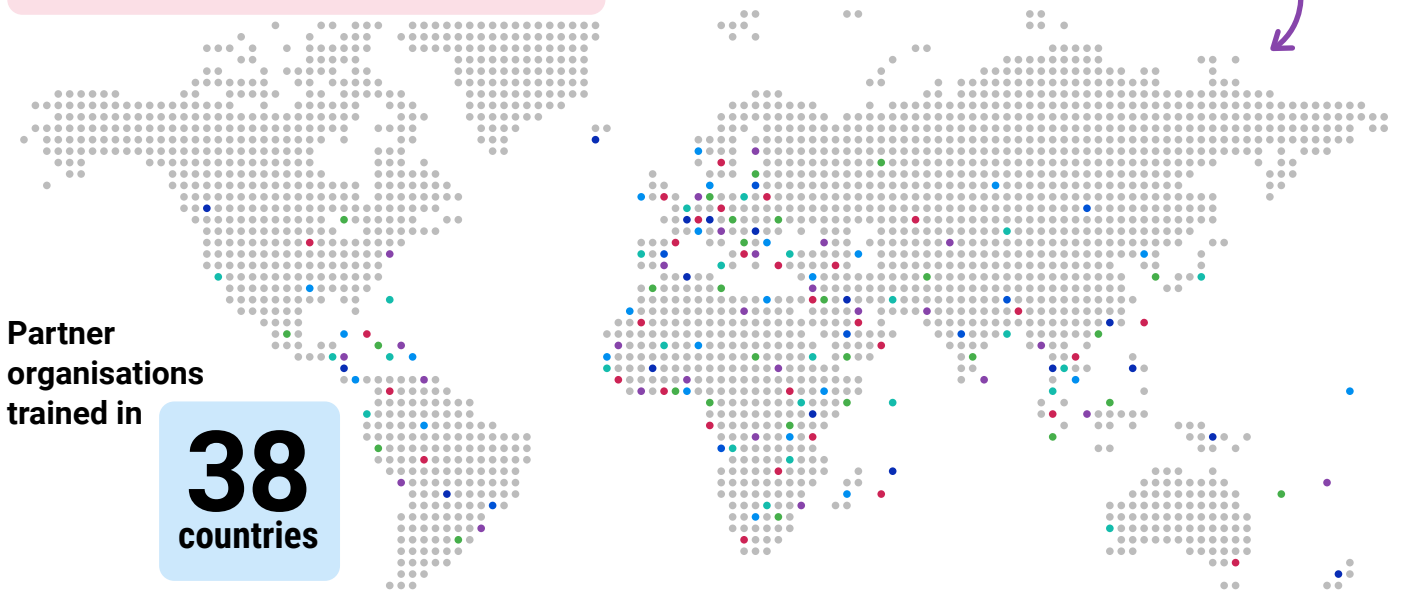 Partner
organisations
trained in
38
countries